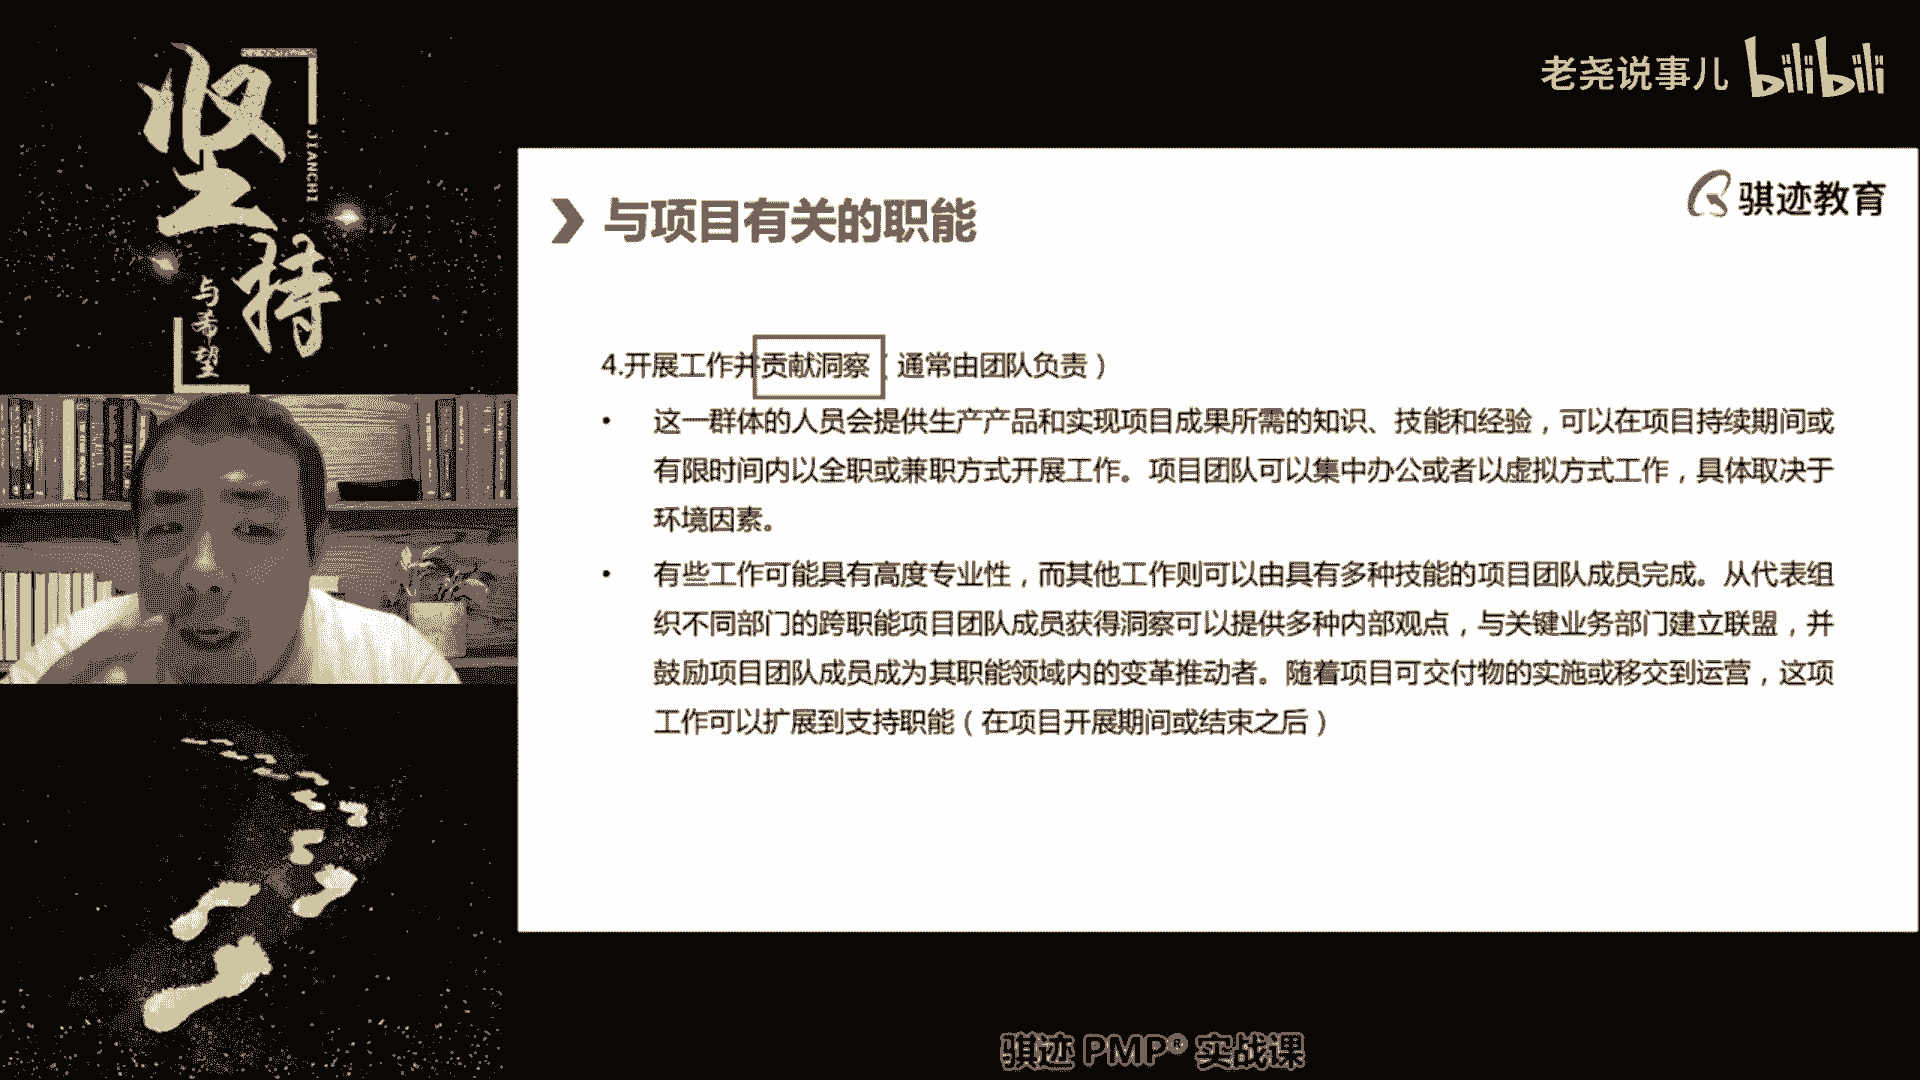 坚持
JIANCHI
与希望
老尧说事儿 bilibili
骐迹教育
与项目有关的职能
4.开展工作并贡献洞察（通常由团队负责）
• 这一群体的人员会提供生产产品和实现项目成果所需的知识、技能和经验，可以在项目持续期间或
有限时间内以全职或兼职方式开展工作。项目团队可以集中办公或者以虚拟方式工作，具体取决于
环境因素。
• 有些工作可能具有高度专业性，而其他工作则可以由具有多种技能的项目团队成员完成。从代表组
织不同部门的跨职能项目团队成员获得洞察可以提供多种内部观点，与关键业务部门建立联盟，并
鼓励项目团队成员成为其职能领域内的变革推动者。随着项目可交付物的实施或移交到运营，这项
工作可以扩展到支持职能（在项目开展期间或结束之后）
骐迹 PMP® 实战课